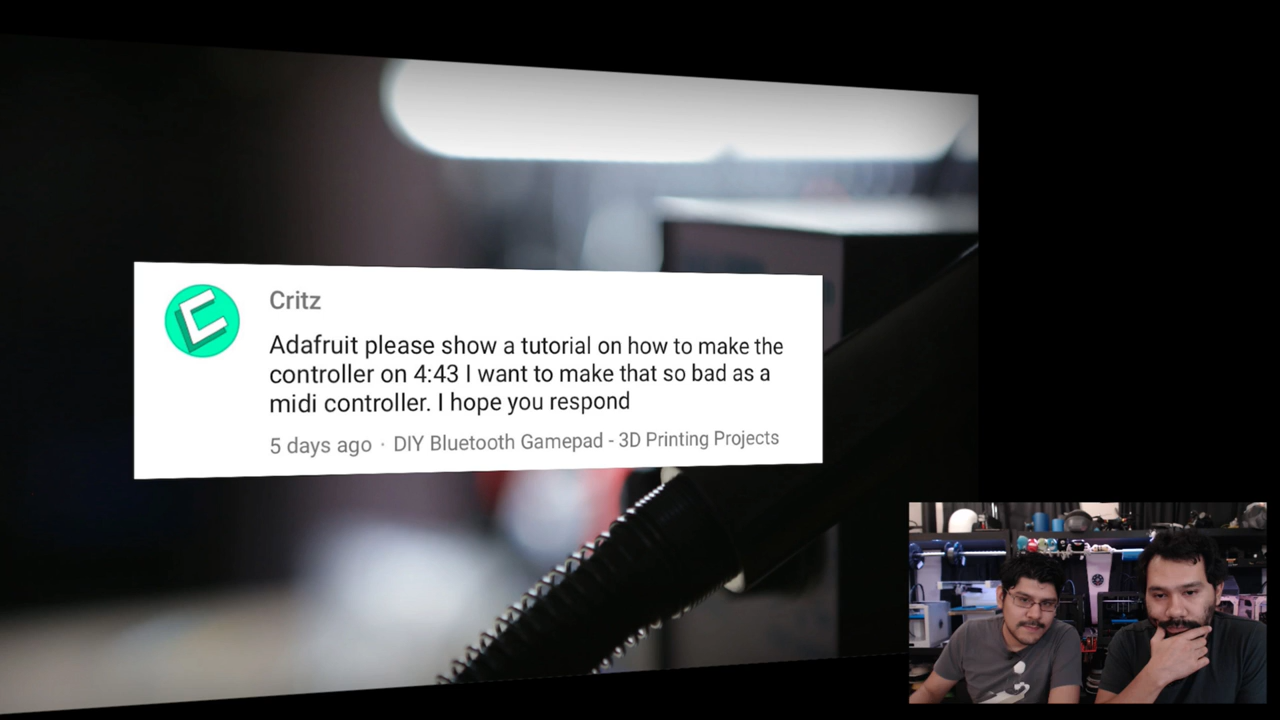 Critz
Adafruit please show a tutorial on how to make the
controller on 4:43 I want to make that so bad as a
midi controller. I hope you respond
5 days ago · DIY Bluetooth Gamepad - 3D Printing Projects